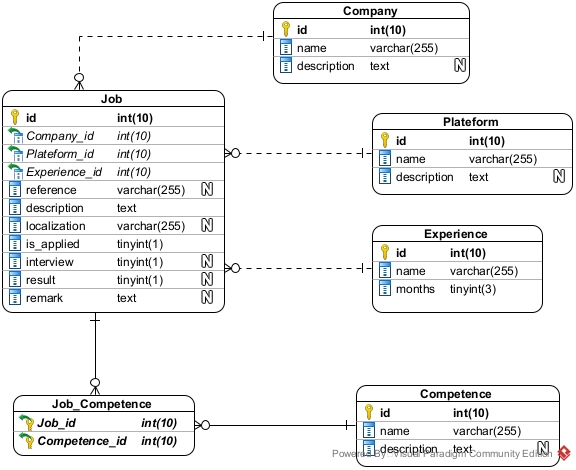 Company
id int(10)
name varchar(255)
description text N
Job
id int(10)
Company_id int(10)
Plateform_id int(10)
Experience_id int(10)
reference varchar(255) N
description text
localization varchar(255) N
is_applied tinyint(1)
interview tinyint(1) N
result tinyint(1) N
remark text N
Plateform
id int(10)
name varchar(255)
description text N
Experience
id int(10)
name varchar(255)
months tinyint(3)
Job_Competence
Job_id int(10)
Competence_id int(10)
Competence
id int(10)
name varchar(255)
description text N
Powered By Visual Paradigm Community Edition